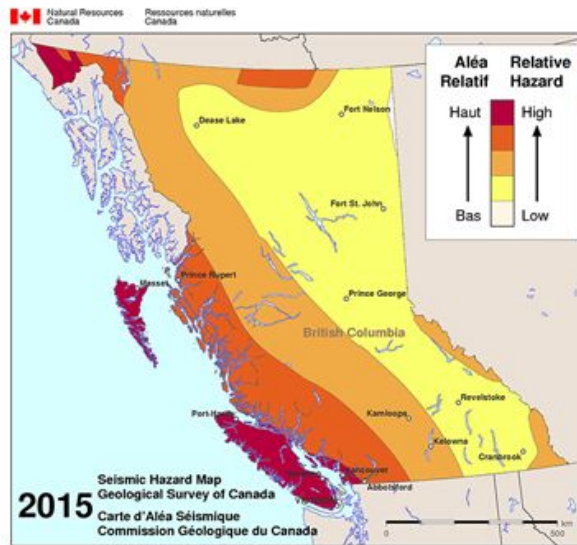 Natural Resources Ressources naturelles
Canada Canada
Aléa Relative
Relatif Hazard
Haut High
Bas Low
Fort Nelson
Dease Lake
Fort St. John
Masset Prince Rupert
Prince George
British Columbia
Revelstoke
Port Hardy Kamloops
Kelowna
Cranbrook
Vancouver
Abbotsford
2015
Seismic Hazard Map
Geological Survey of Canada
Carte d'Aléa Séismique
Commission Géologique du Canada
0 500
km